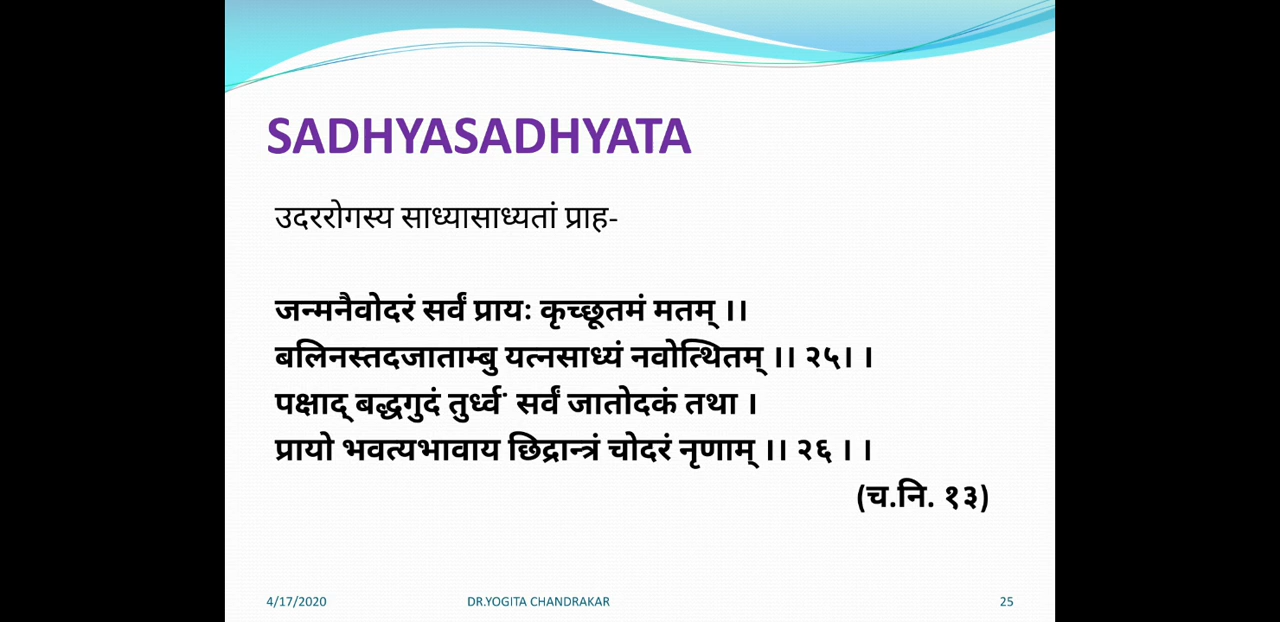 SADHYASADHYATA
उदररोगस्य साध्यासाध्यतां प्राह-
जन्मनैवोदरं सर्वं प्रायः कृच्छ्रतमं मतम् ।।
बलिनस्तदजाताम्बु यत्नसाध्यं नवोत्थितम् ।। २५। ।
पक्षाद् बद्धगुदं तुर्ध्व॑ सर्वं जातोदकं तथा ।
प्रायो भवत्यभावाय छिद्रान्त्रं चोदरं नृणाम् ।। २६ । ।
(च.नि. १३)
4/17/2020 DR.YOGITA CHANDRAKAR 25